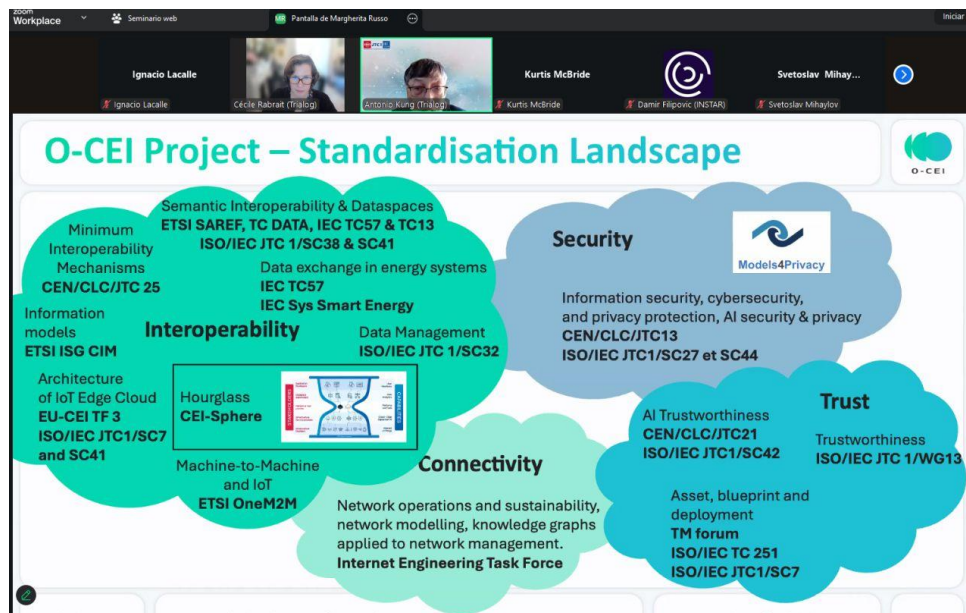 zoom
Workplace
Seminario web
MR
Pantalla de Margherita Russo
Iniciar
Ignacio Lacalle
Kurtis McBride
Svetoslav Mihay...
Ignacio Lacalle
Cécile Rabrait (Trialog)
Antonio Kung (Trialog)
Kurtis McBride
Damir Filipovic (INSTAR)
Svetoslav Mihaylov
O-CEI Project – Standardisation Landscape
O-CEI
Semantic Interoperability & Dataspaces
ETSI SAREF, TC DATA, IEC TC57 & TC13
ISO/IEC JTC 1/SC38 & SC41
Minimum
Interoperability
Mechanisms
CEN/CLC/JTC 25
Data exchange in energy systems
IEC TC57
IEC Sys Smart Energy
Information
models
ETSI ISG CIM
Interoperability
Data Management
ISO/IEC JTC 1/SC32
Architecture
of IoT Edge Cloud
EU-CEI TF 3
ISO/IEC JTC1/SC7
and SC41
Hourglass
CEI-Sphere
CAPABILITIES
Machine-to-Machine
and IoT
ETSI OneM2M
Security
Models4Privacy
Information security, cybersecurity,
and privacy protection, AI security & privacy
CEN/CLC/JTC13
ISO/IEC JTC1/SC27 et SC44
Connectivity
Network operations and sustainability,
network modelling, knowledge graphs
applied to network management.
Internet Engineering Task Force
Trust
AI Trustworthiness
CEN/CLC/JTC21
ISO/IEC JTC1/SC42
Trustworthiness
ISO/IEC JTC 1/WG13
Asset, blueprint and
deployment
TM forum
ISO/IEC TC 251
ISO/IEC JTC1/SC7